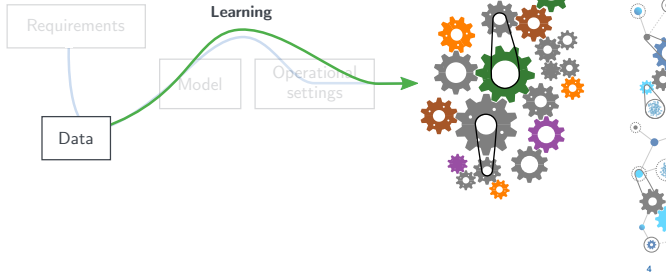 Learning
Requirements
Model
Operational
settings
Data
4